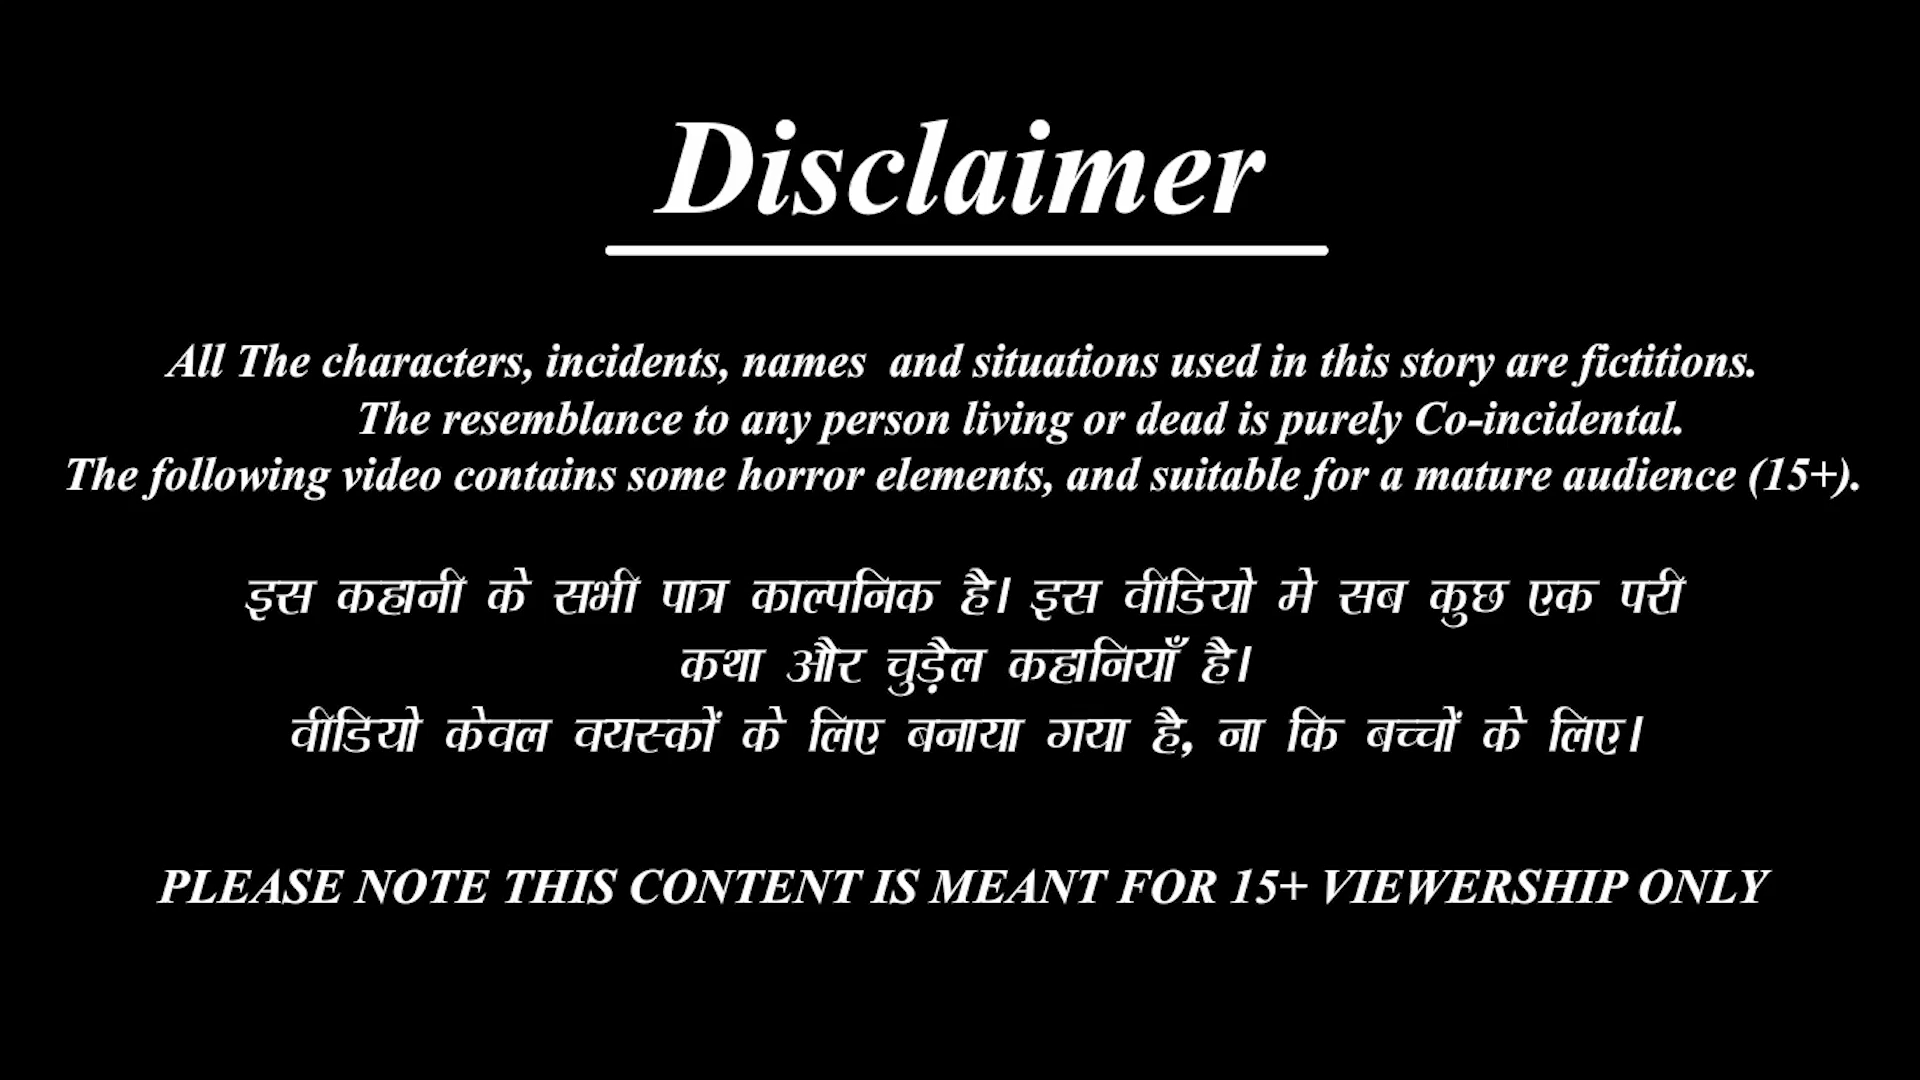 Disclaimer
All The characters, incidents, names and situations used in this story are fictitions.
The resemblance to any person living or dead is purely Co-incidental.
The following video contains some horror elements, and suitable for a mature audience (15+).
इस कहानी के सभी पात्र काल्पनिक है। इस वीडियो मे सब कुछ एक परी
कथा और चुड़ैल कहानियाँ है।
वीडियो केवल वयस्कों के लिए बनाया गया है, ना कि बच्चों के लिए।
PLEASE NOTE THIS CONTENT IS MEANT FOR 15+ VIEWERSHIP ONLY